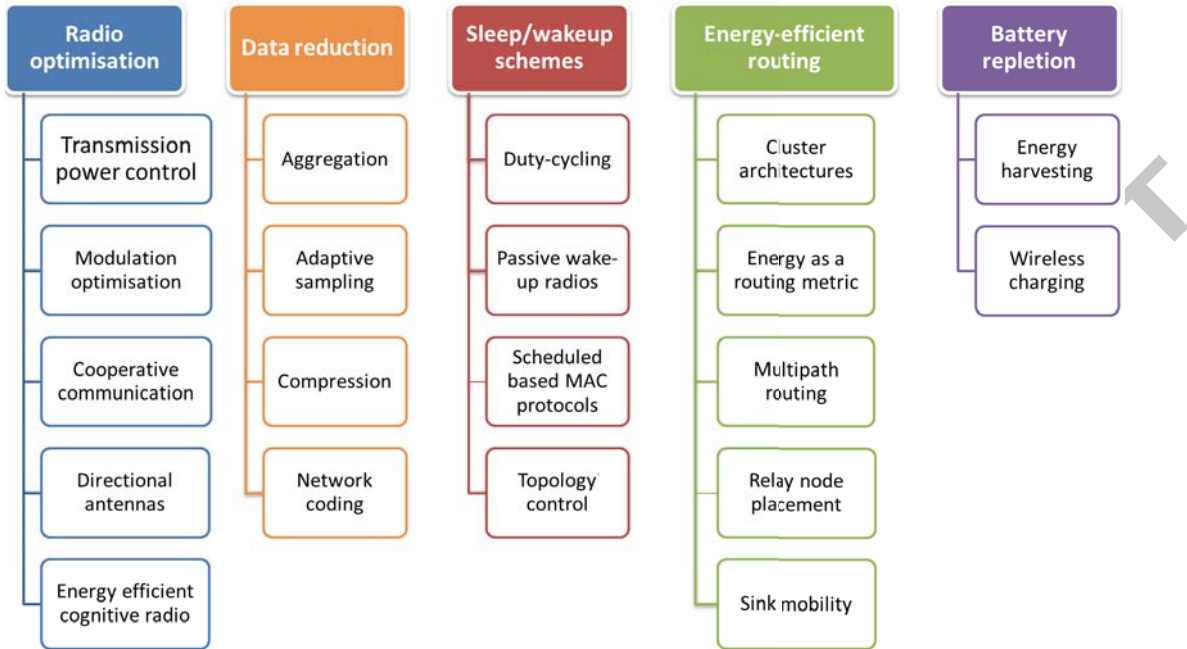 Radio
optimisation
Transmission
power control
Modulation
optimisation
Cooperative
communication
Directional
antennas
Energy efficient
cognitive radio
Data reduction
Aggregation
Adaptive
sampling
Compression
Network
coding
Sleep/wakeup
schemes
Duty-cycling
Passive wake-
up radios
Scheduled
based MAC
protocols
Topology
control
Energy-efficient
routing
Cluster
architectures
Energy as a
routing metric
Multipath
routing
Relay node
placement
Sink mobility
Battery
repletion
Energy
harvesting
Wireless
charging
T